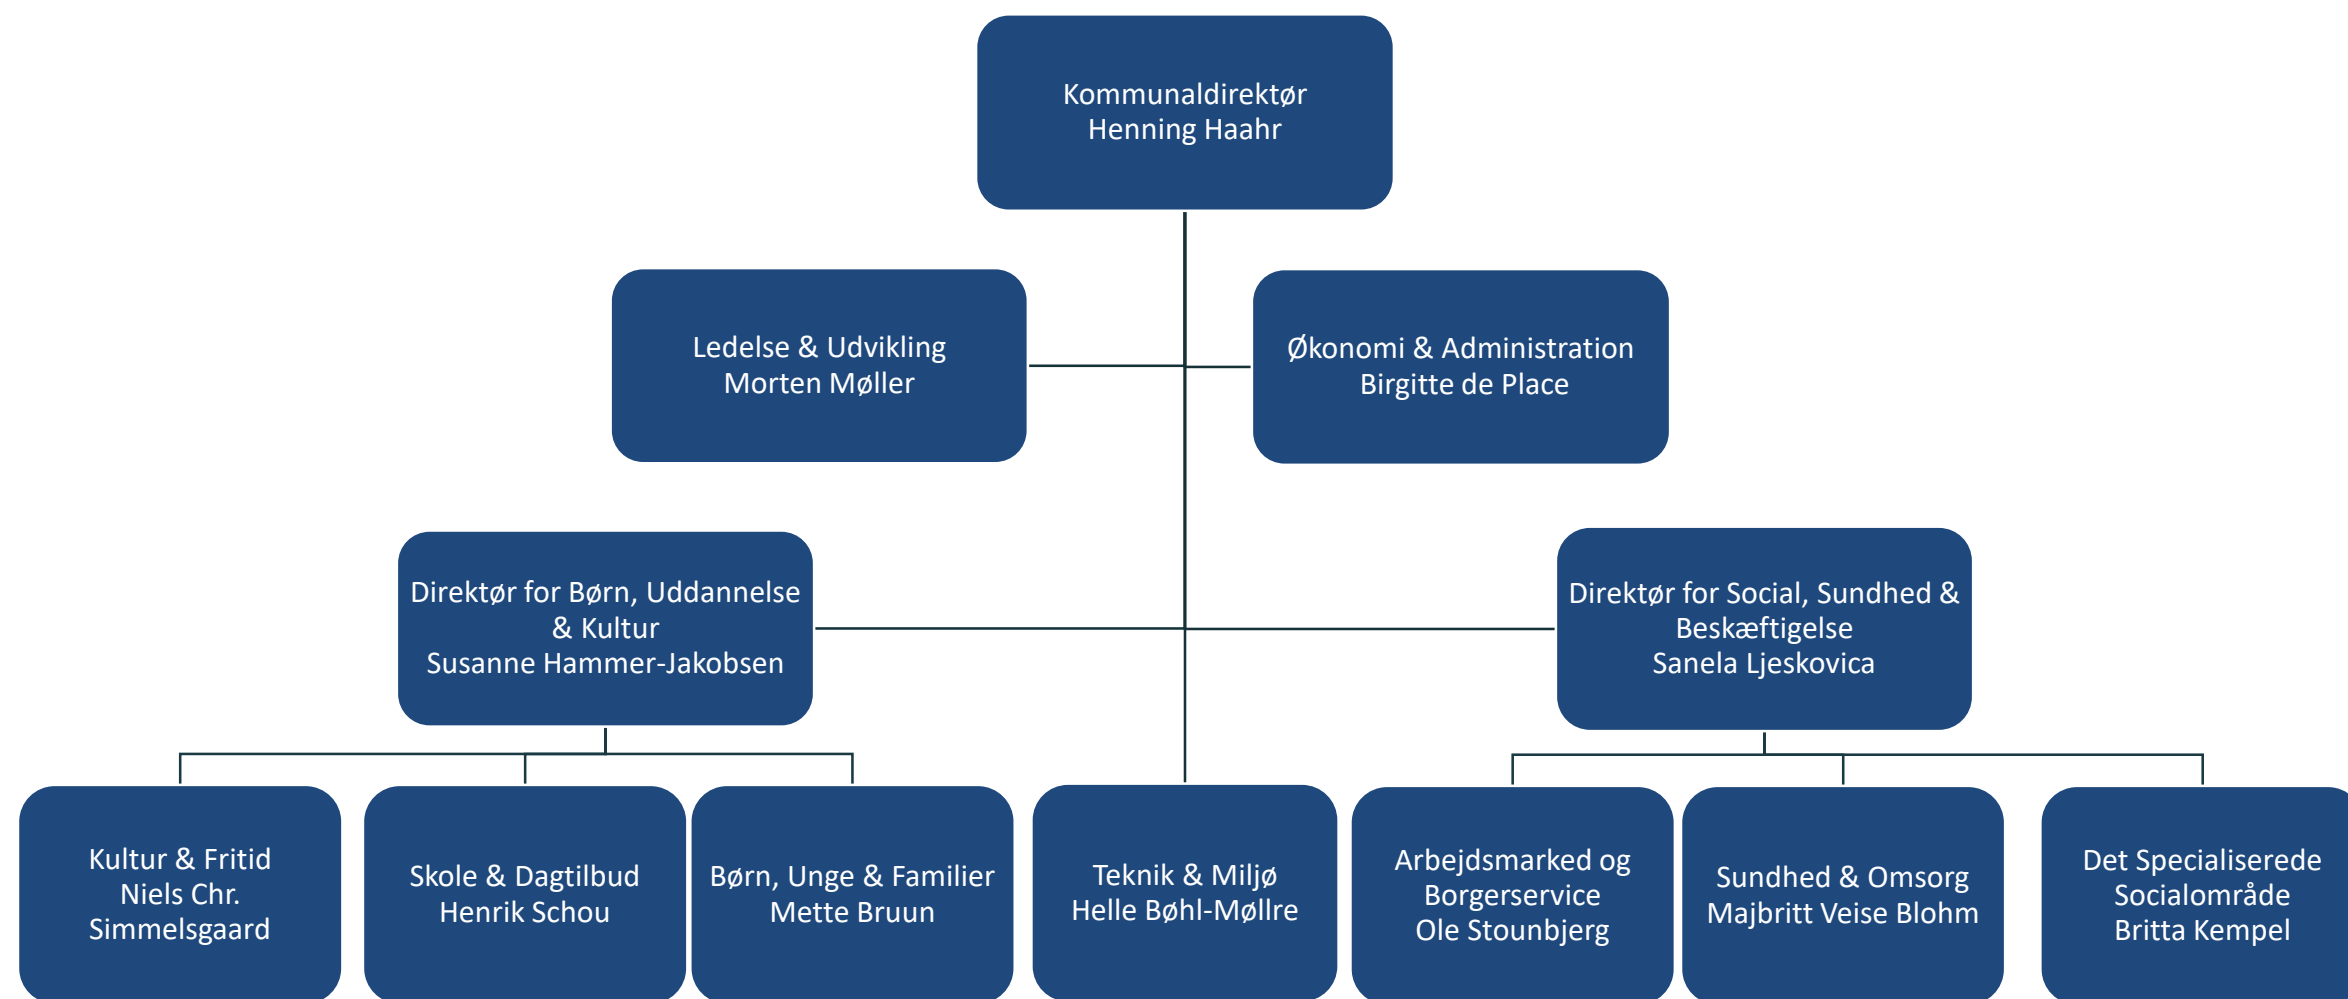 Kommunaldirektør
Henning Haahr
Ledelse & Udvikling
Morten Møller
Økonomi & Administration
Birgitte de Place
Direktør for Børn, Uddannelse
& Kultur
Susanne Hammer-Jakobsen
Direktør for Social, Sundhed &
Beskæftigelse
Sanela Ljeskovica
Kultur & Fritid
Niels Chr.
Simmelsgaard
Skole & Dagtilbud
Henrik Schou
Børn, Unge & Familier
Mette Bruun
Teknik & Miljø
Helle Bøhl-Møllre
Arbejdsmarked og
Borgerservice
Ole Stounbjerg
Sundhed & Omsorg
Majbritt Veise Blohm
Det Specialiserede
Socialområde
Britta Kempel